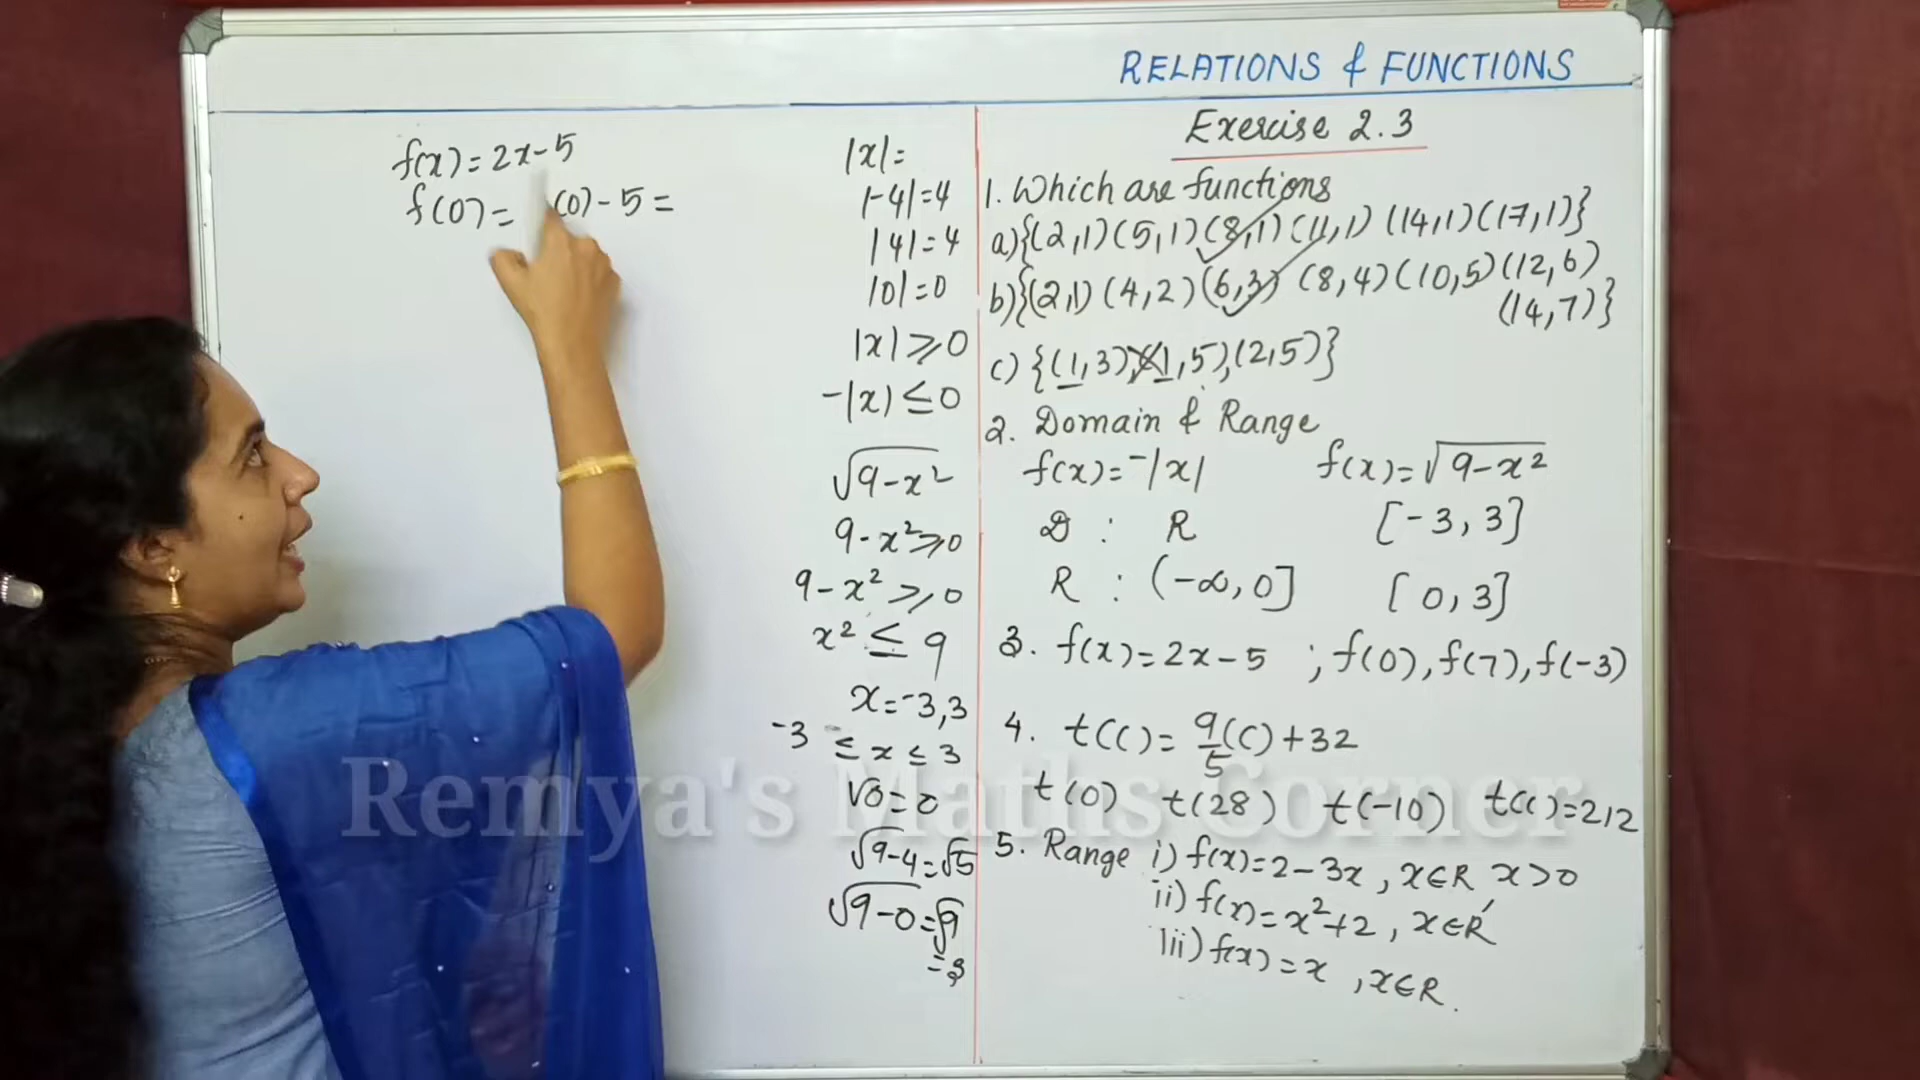 RELATIONS & FUNCTIONS
f(x) = 2x-5
f(0) = (0) - 5 =
|x| =
|-4| = 4
|4| = 4
|0| = 0
|x| ⩾ 0
-|x| ≤ 0
√9-x²
9-x² ⩾ 0
9-x² ⩾ 0
x² ≤ 9
x = -3,3
-3 ≤ x ≤ 3
√0 = 0
√9-4 = √5
√9-0 = √9
= 3
Exercise 2.3
1. Which are functions
a) {(2,1) (5,1) (8,1) (11,1) (14,1) (17,1)}
b) {(2,1) (4,2) (6,3) (8,4) (10,5) (12,6)
(14,7)}
c) {(1,3),(1,5),(2,5)}
2. Domain & Range
f(x) = -|x| f(x) = √9-x²
D : R [-3,3]
R : (-∞,0] [0,3]
3. f(x) = 2x-5 ; f(0), f(7), f(-3)
4. t(c) = 9/5 (c) + 32
t(0) t(28) t(-10) t(c) = 212
5. Range i) f(x) = 2-3x , x∈R x>0
ii) f(x) = x²+2 , x∈R
iii) f(x) = x , x∈R.
Remya's Maths Corner